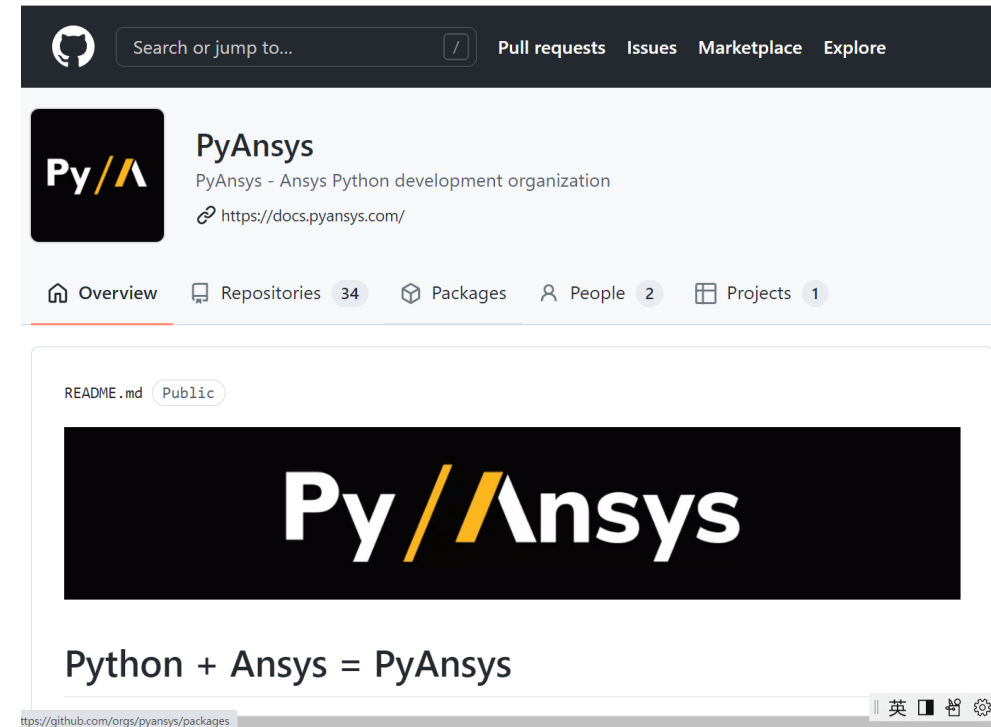 Search or jump to... / Pull requests Issues Marketplace Explore
Py//A
PyAnsys
PyAnsys - Ansys Python development organization
https://docs.pyansys.com/
Overview Repositories 34 Packages People 2 Projects 1
README.md Public
Py//Ansys
Python + Ansys = PyAnsys
英
ttps://github.com/orgs/pyansys/packages